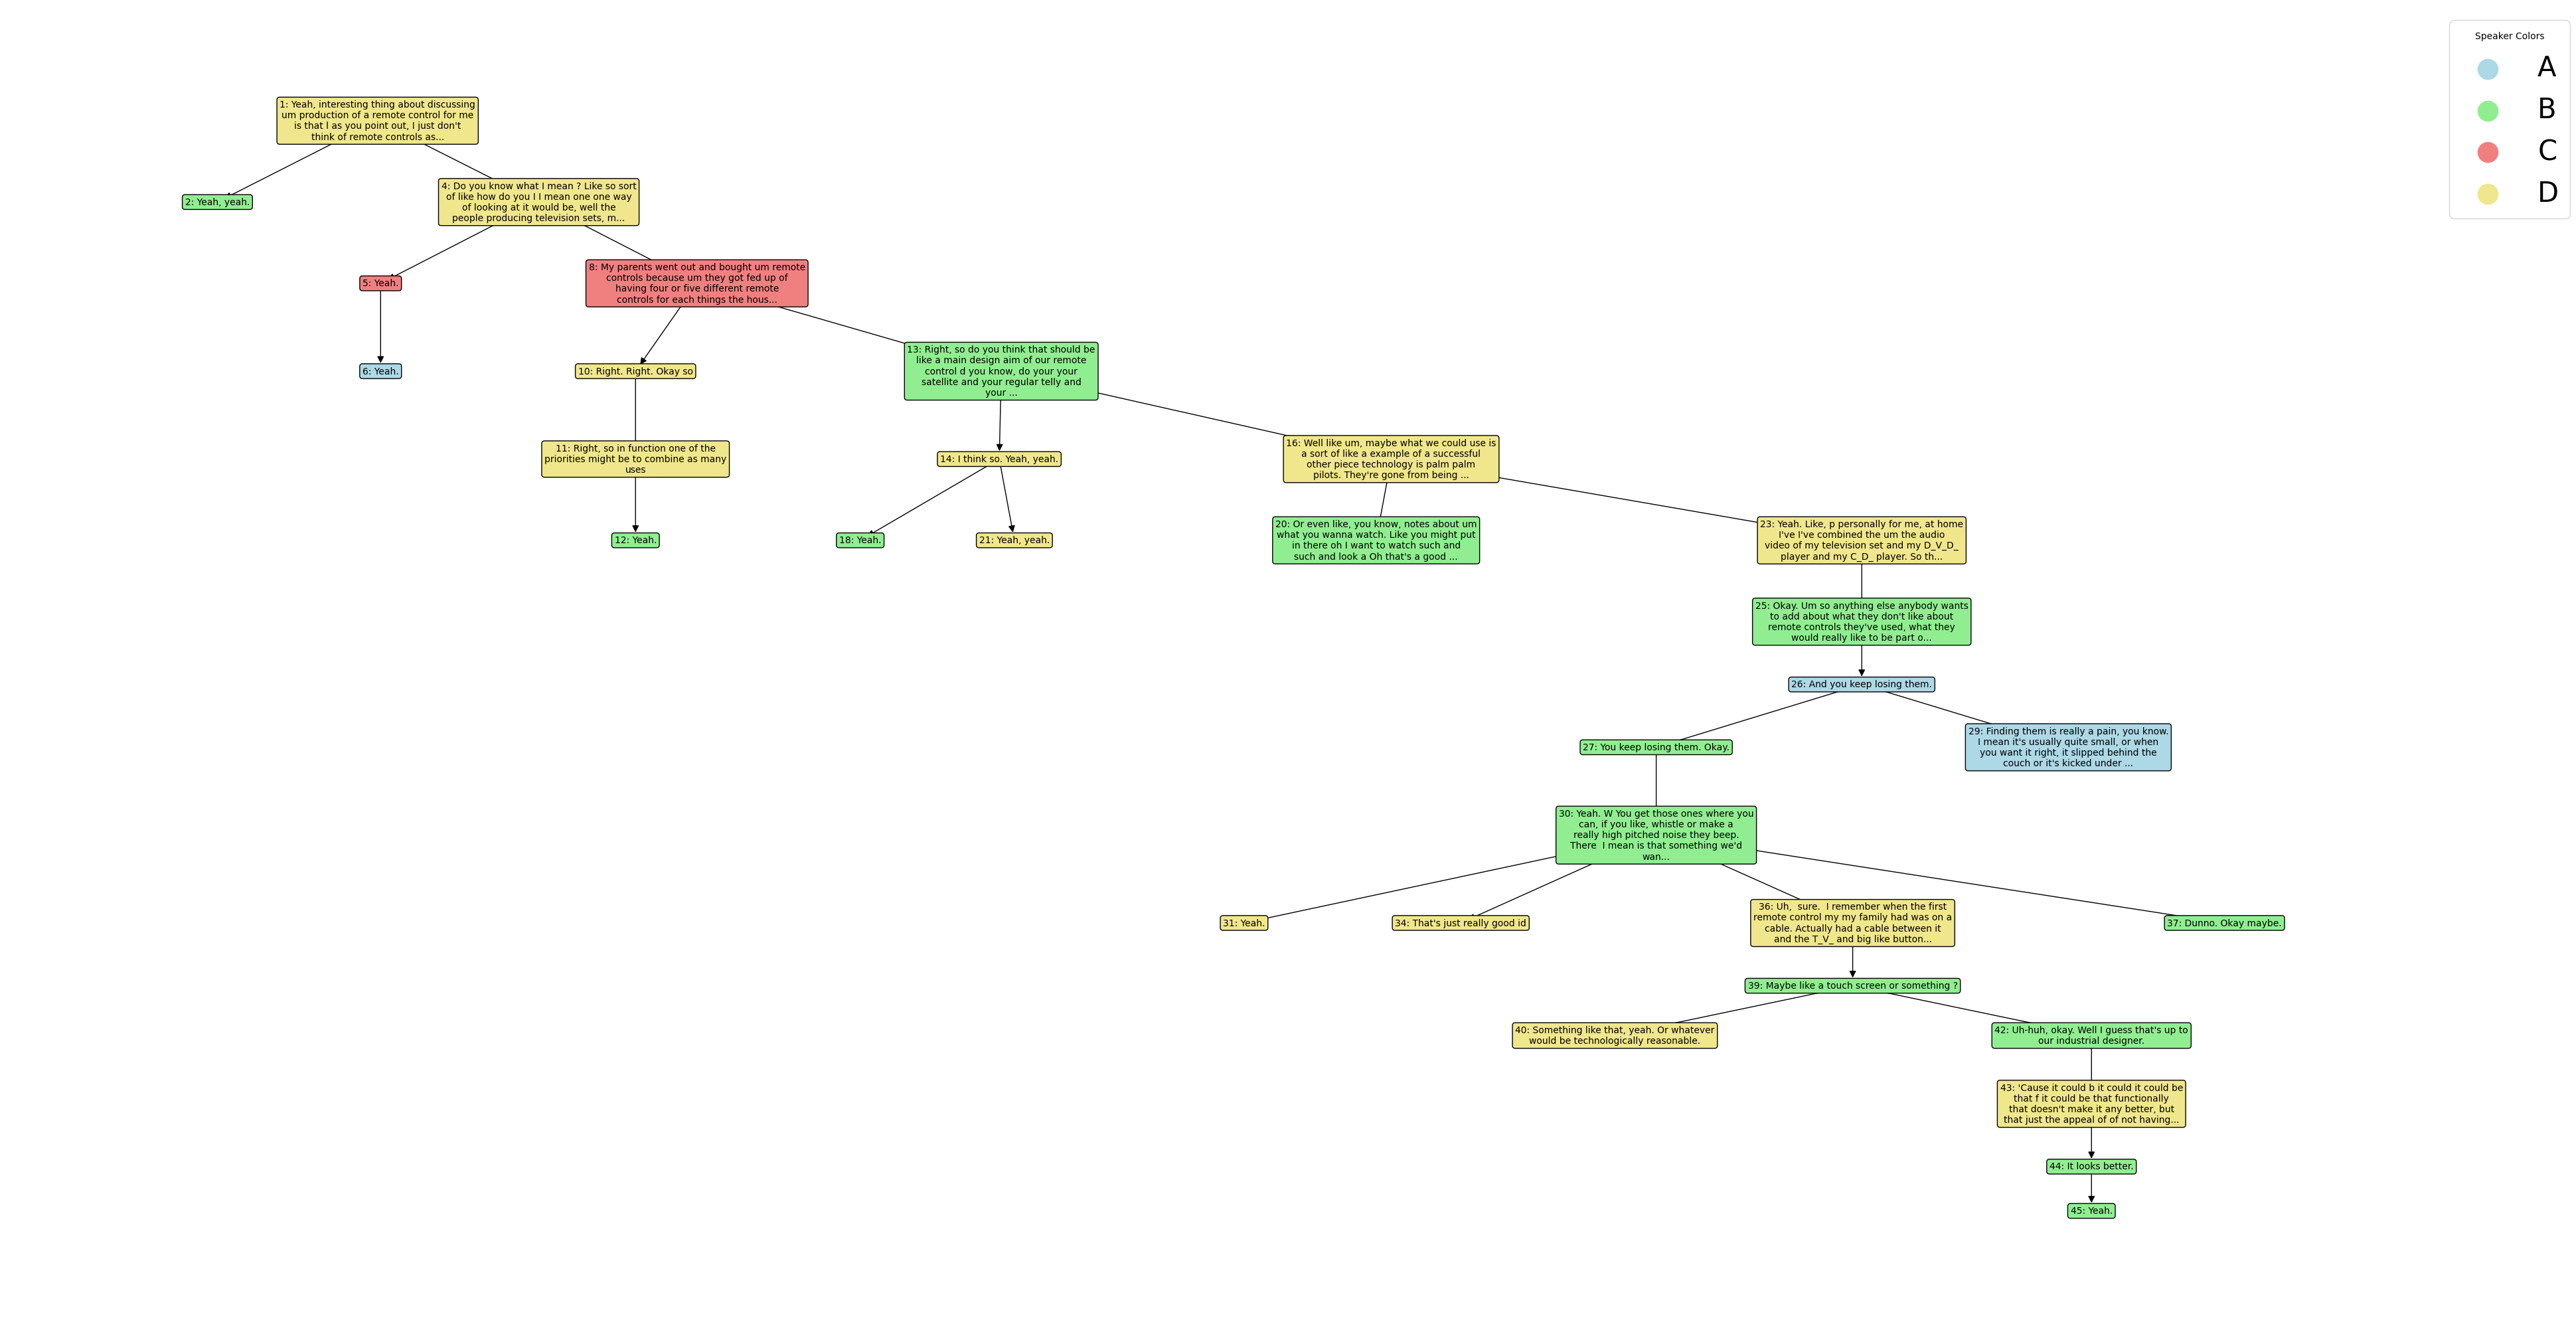 Speaker Colors
A
B
C
D
1: Yeah, interesting thing about discussing
um production of a remote control for me
is that l as you point out, I just don't
think of remote controls as...
2: Yeah, yeah.
4: Do you know what I mean ? Like so sort
of like how do you I I mean one one way
of looking at it would be, well the
people producing television sets, m...
5: Yeah.
8: My parents went out and bought um remote
controls because um they got fed up of
having four or five different remote
controls for each things the hous...
6: Yeah.
10: Right. Right. Okay so
13: Right, so do you think that should be
like a main design aim of our remote
control d you know, do your your
satellite and your regular telly and
your ...
11: Right, so in function one of the
priorities might be to combine as many
uses
14: I think so. Yeah, yeah.
16: Well like um, maybe what we could use is
a sort of like a example of a successful
other piece technology is palm palm
pilots. They're gone from being ...
12: Yeah.
18: Yeah.
21: Yeah, yeah.
20: Or even like, you know, notes about um
what you wanna watch. Like you might put
in there oh I want to watch such and
such and look a Oh that's a good ...
23: Yeah. Like, p personally for me, at home
I've I've combined the um the audio
video of my television set and my D_V_D_
player and my C_D_ player. So th...
25: Okay. Um so anything else anybody wants
to add about what they don't like about
remote controls they've used, what they
would really like to be part o...
26: And you keep losing them.
27: You keep losing them. Okay.
29: Finding them is really a pain, you know.
I mean it's usually quite small, or when
you want it right, it slipped behind the
couch or it's kicked under ...
30: Yeah. W You get those ones where you
can, if you like, whistle or make a
really high pitched noise they beep.
There  I mean is that something we'd
wan...
31: Yeah.
34: That's just really good id
36: Uh,  sure.  I remember when the first
remote control my my family had was on a
cable. Actually had a cable between it
and the T_V_ and big like button...
37: Dunno. Okay maybe.
39: Maybe like a touch screen or something ?
40: Something like that, yeah. Or whatever
would be technologically reasonable.
42: Uh-huh, okay. Well I guess that's up to
our industrial designer.
43: 'Cause it could b it could it could be
that f it could be that functionally
that doesn't make it any better, but
that just the appeal of of not having...
44: It looks better.
45: Yeah.